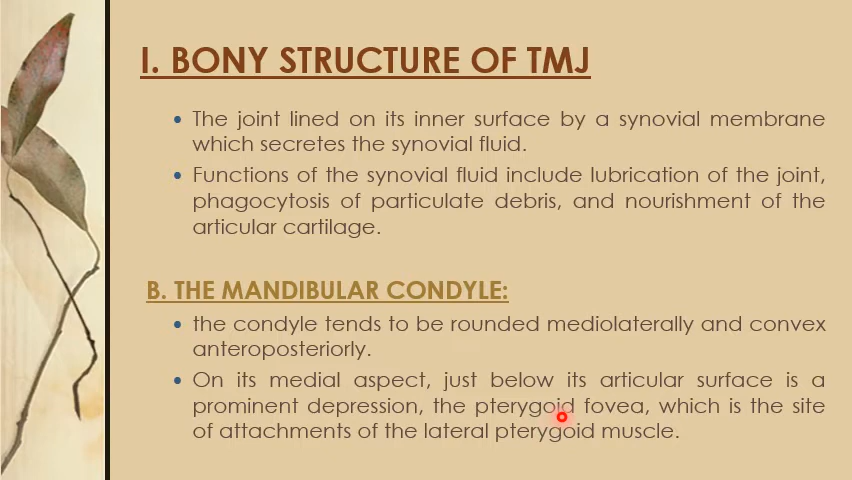 I. BONY STRUCTURE OF TMJ
• The joint lined on its inner surface by a synovial membrane
which secretes the synovial fluid.
• Functions of the synovial fluid include lubrication of the joint,
phagocytosis of particulate debris, and nourishment of the
articular cartilage.
B. THE MANDIBULAR CONDYLE:
• the condyle tends to be rounded mediolaterally and convex
anteroposteriorly.
• On its medial aspect, just below its articular surface is a
prominent depression, the pterygoid fovea, which is the site
of attachments of the lateral pterygoid muscle.